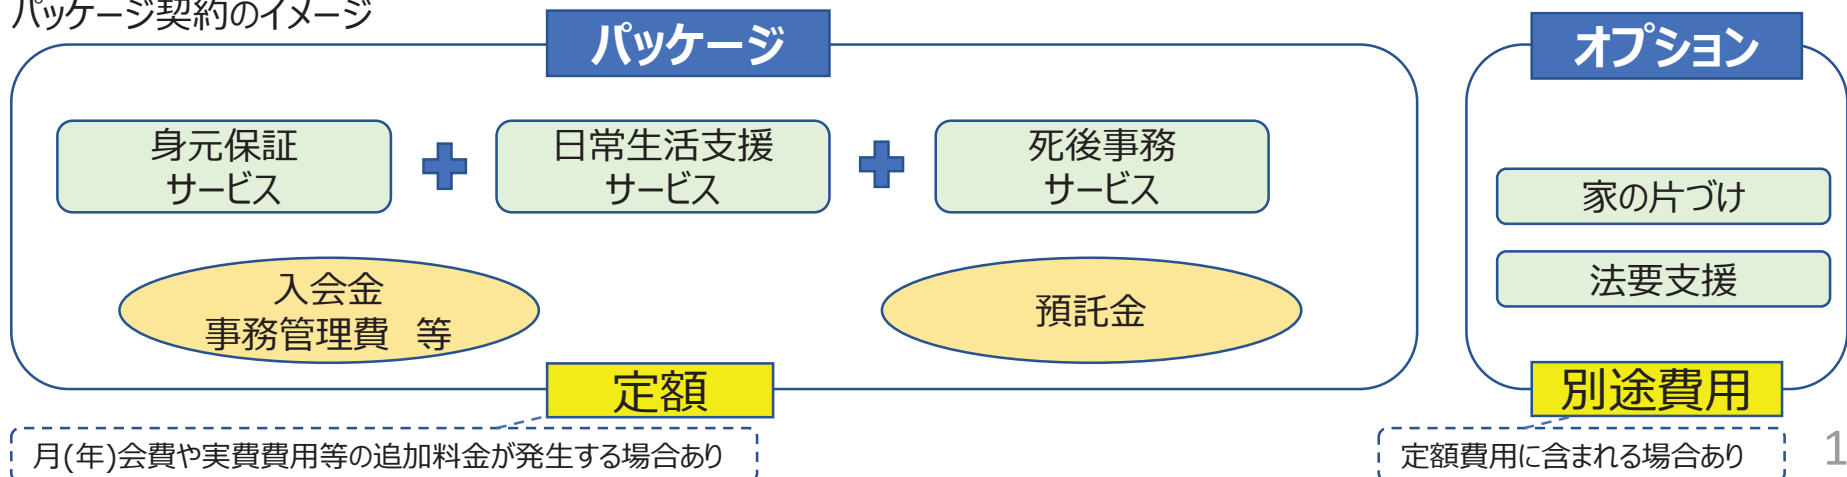 パッケージ契約のイメージ
パッケージ
オプション
身元保証
サービス
日常生活支援
サービス
死後事務
サービス
家の片づけ
法要支援
入会金
事務管理費　等
預託金
定額
別途費用
月(年)会費や実費費用等の追加料金が発生する場合あり
定額費用に含まれる場合あり
1